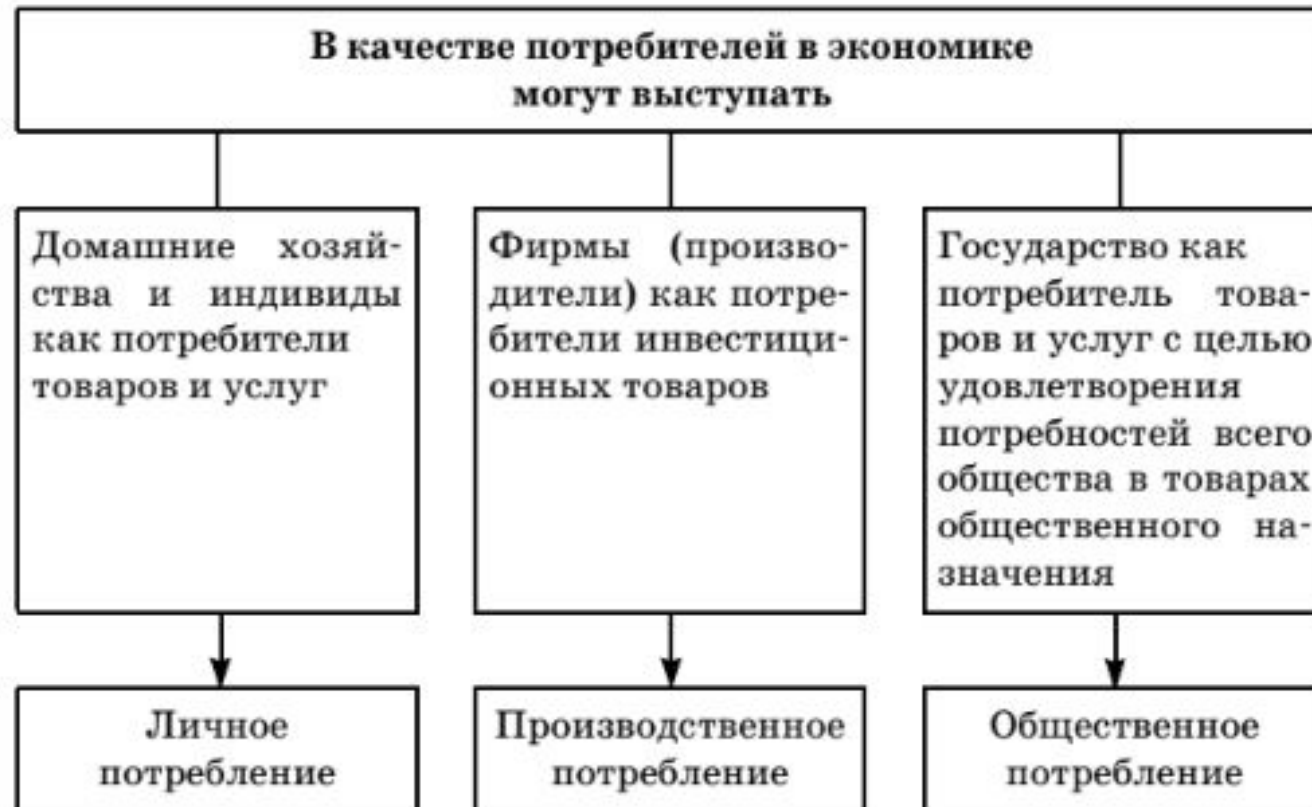 В качестве потребителей в экономике
могут выступать
Домашние хозяй-
ства и индивиды
как потребители
товаров и услуг
Фирмы (произво-
дители) как потре-
бители инвестици-
онных товаров
Государство как
потребитель това-
ров и услуг с целью
удовлетворения
потребностей всего
общества в товарах
общественного на-
значения
Личное
потребление
Производственное
потребление
Общественное
потребление